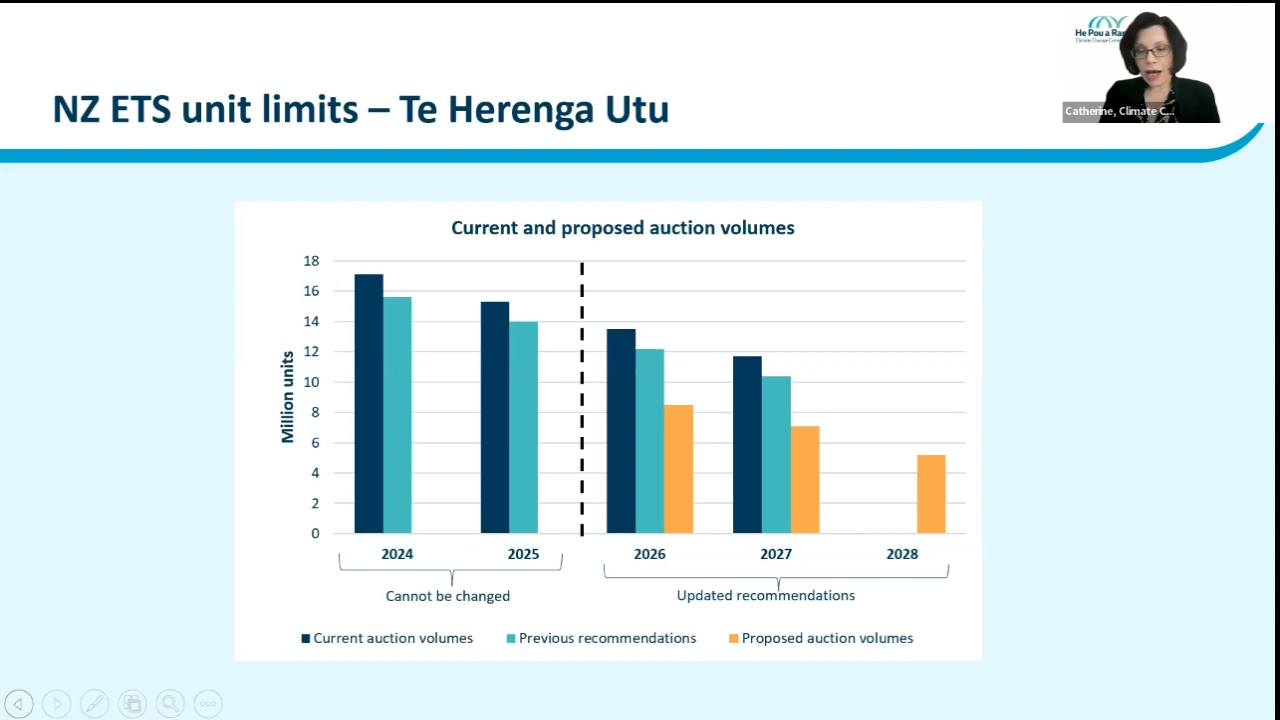 He Pou a
NZ ETS unit limits – Te Herenga Utu
Catherine, Climate C...
Current and proposed auction volumes
Million units
18
16
14
12
10
8
6
4
2
0
2024 2025 2026 2027 2028
Cannot be changed Updated recommendations
Current auction volumes Previous recommendations Proposed auction volumes